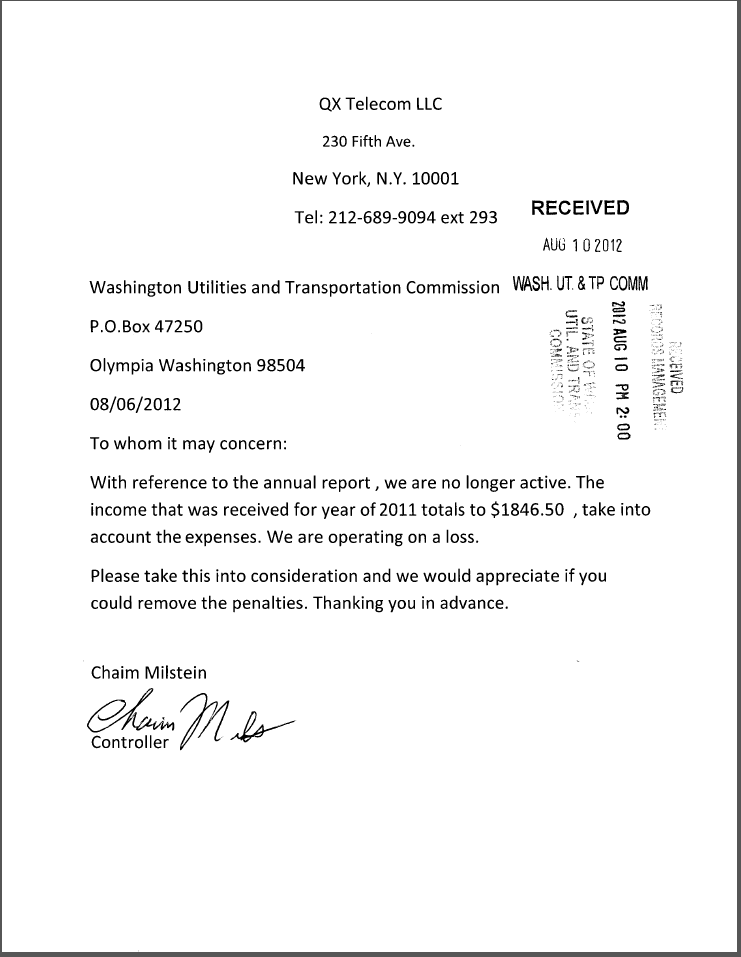 QX Telecom LLC
230 Fifth Ave.
New York, N.Y. 10001
Tel: 212-689-9094 ext 293
RECEIVED
AUG 10 2012
WASH. UT. & TP COMM
Washington Utilities and Transportation Commission
P.O.Box 47250
Olympia Washington 98504
08/06/2012
STATE OF
UTIL. AND
2012 AUG 10 PM 2:00
RECEIVED
RECORDS MANAGEMENT
To whom it may concern:
With reference to the annual report , we are no longer active. The
income that was received for year of 2011 totals to $1846.50 , take into
account the expenses. We are operating on a loss.
Please take this into consideration and we would appreciate if you
could remove the penalties. Thanking you in advance.
Chaim Milstein
Chaim Mils
Controller